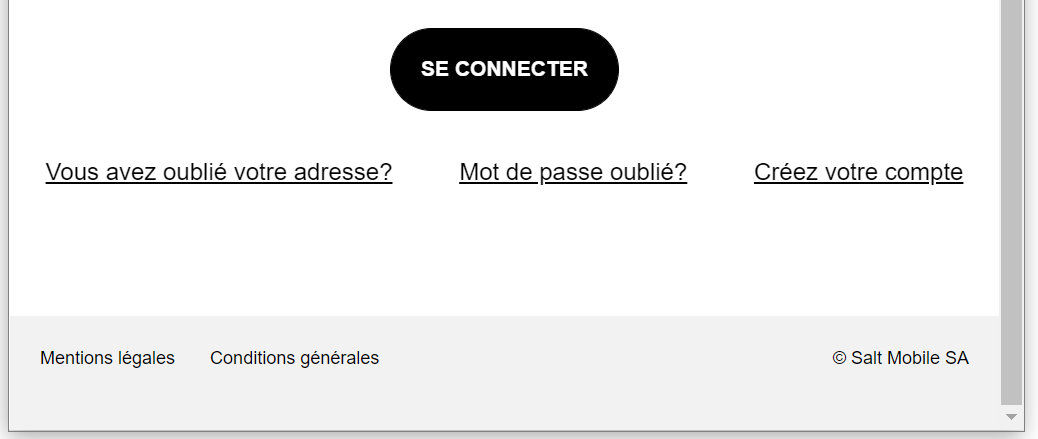 SE CONNECTER
Vous avez oublié votre adresse? Mot de passe oublié? Créez votre compte
Mentions légales Conditions générales © Salt Mobile SA